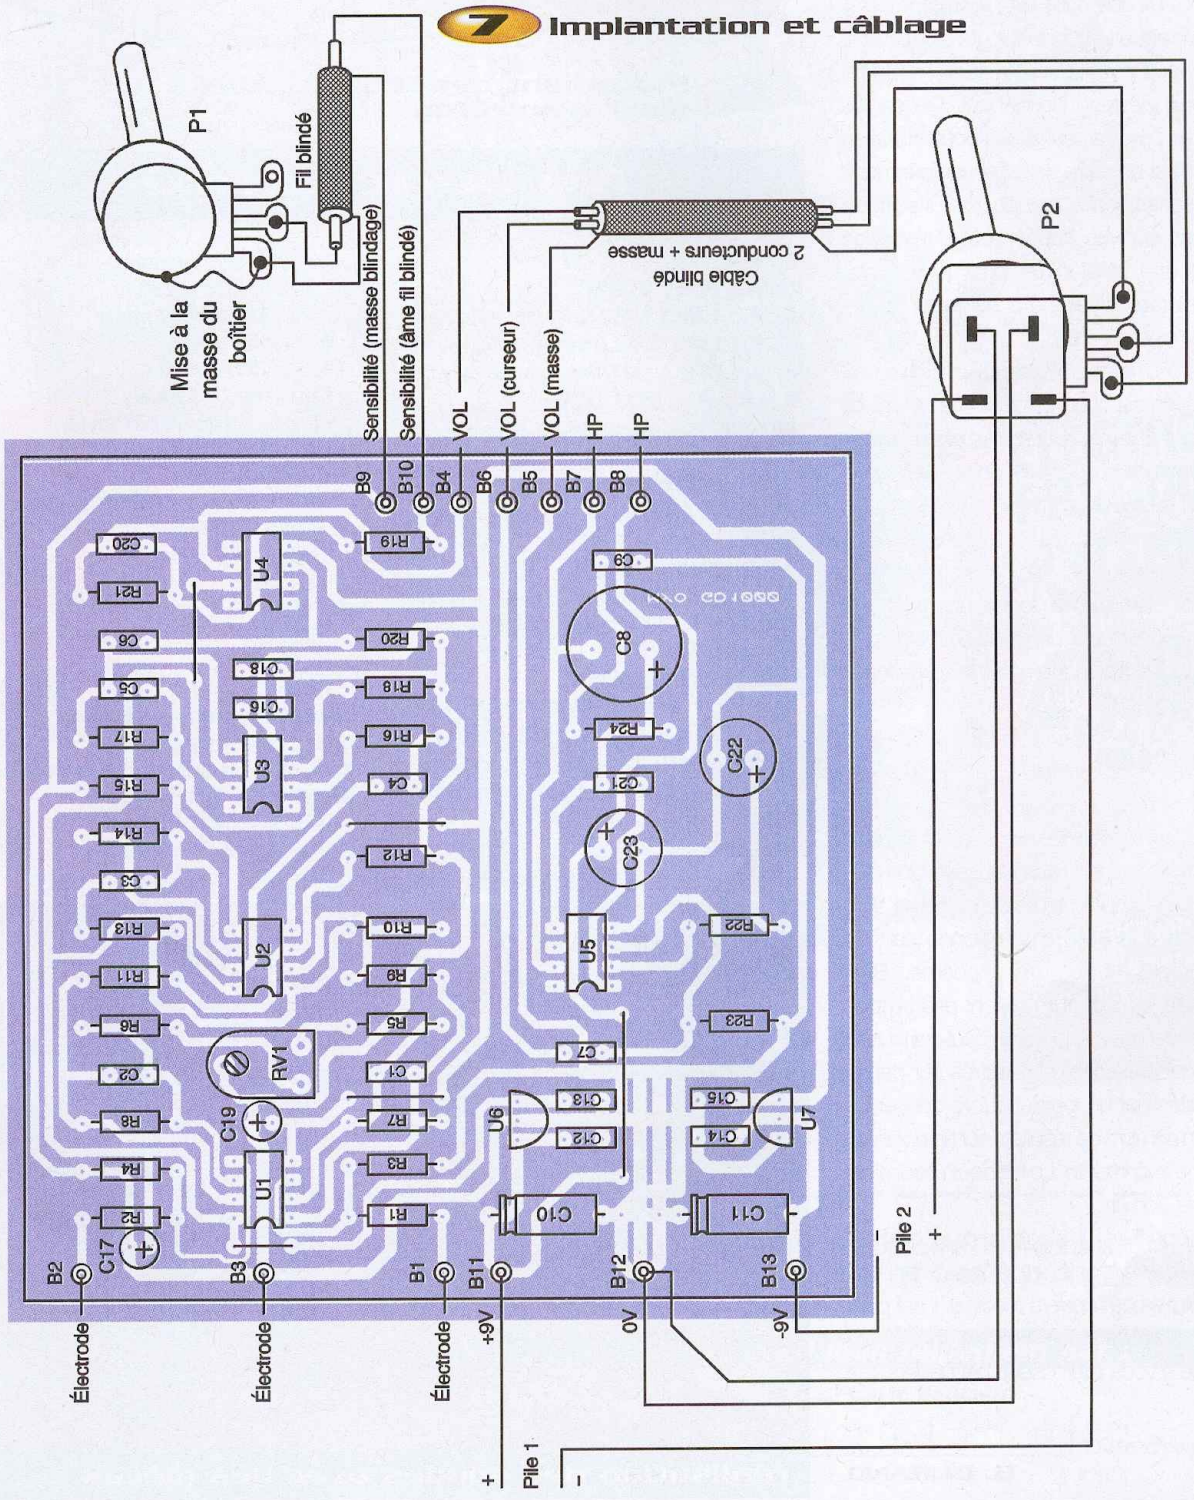 7 Implantation et câblage
P1
Fil blindé
Mise à la
masse du
boîtier
Sensibilité (masse blindage)
Sensibilité (âme fil blindé)
VOL
VOL (curseur)
VOL (masse)
HP
HP
Câble blindé
2 conducteurs + masse
P2
B9
B10
B4
B6
B5
B7
B8
C20
R21
C6
C5
R17
R15
R14
C3
R13
R11
R6
C2
R8
R4
R2
C17
+
U4
C18
C16
U3
U2
RV1
C19
+
U1
R19
R20
R18
R16
C4
R12
R10
R9
R5
C1
R7
R3
R1
C9
C8
+
GD1000
R24
C21
C22
+
C23
+
U5
R22
R23
C7
U6
C13
C12
C15
C14
U7
C10
C11
B2
B3
B1
B11
B12
B13
Électrode
Électrode
Électrode
+9V
0V
-9V
+
Pile 1
-
-
Pile 2
+